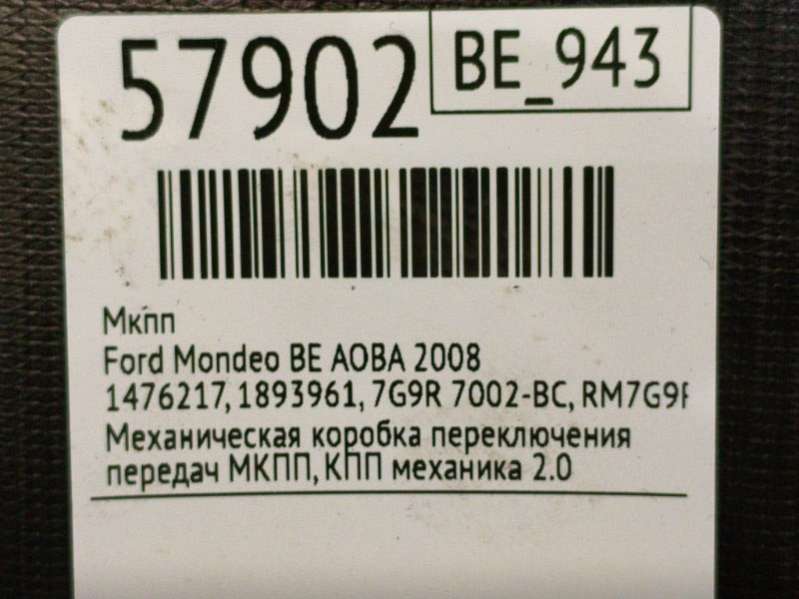 57902
BE_943
Мкпп
Ford Mondeo BE AOBA 2008
1476217, 1893961, 7G9R 7002-BC, RM7G9
Механическая коробка переключения
передач МКПП, КПП механика 2.0